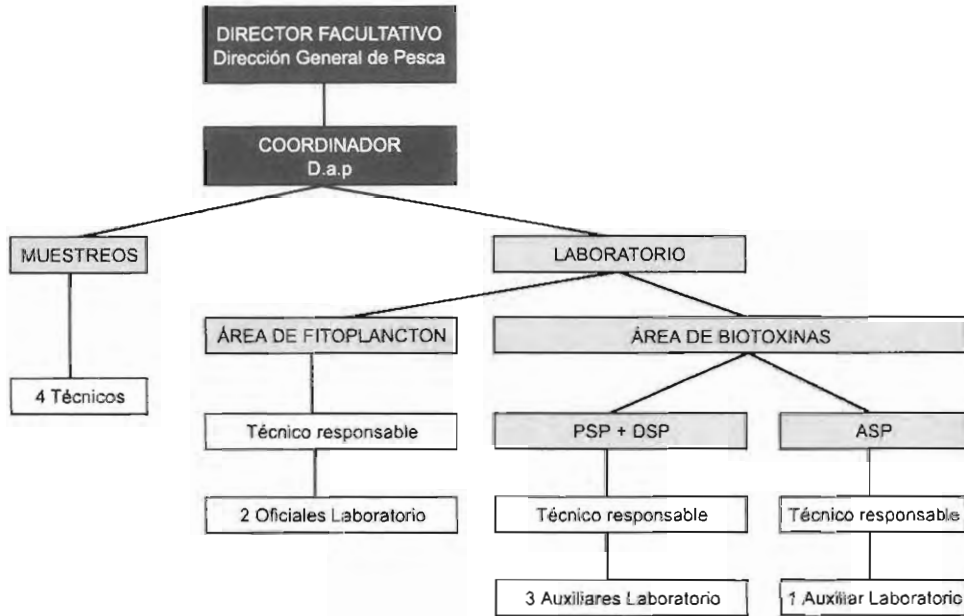 DIRECTOR FACULTATIVO
Dirección General de Pesca
COORDINADOR
D.a.p
MUESTREOS
LABORATORIO
ÁREA DE FITOPLANCTON
ÁREA DE BIOTOXINAS
4 Técnicos
Técnico responsable
PSP + DSP
ASP
2 Oficiales Laboratorio
Técnico responsable
Técnico responsable
3 Auxiliares Laboratorio
1 Auxiliar Laboratorio